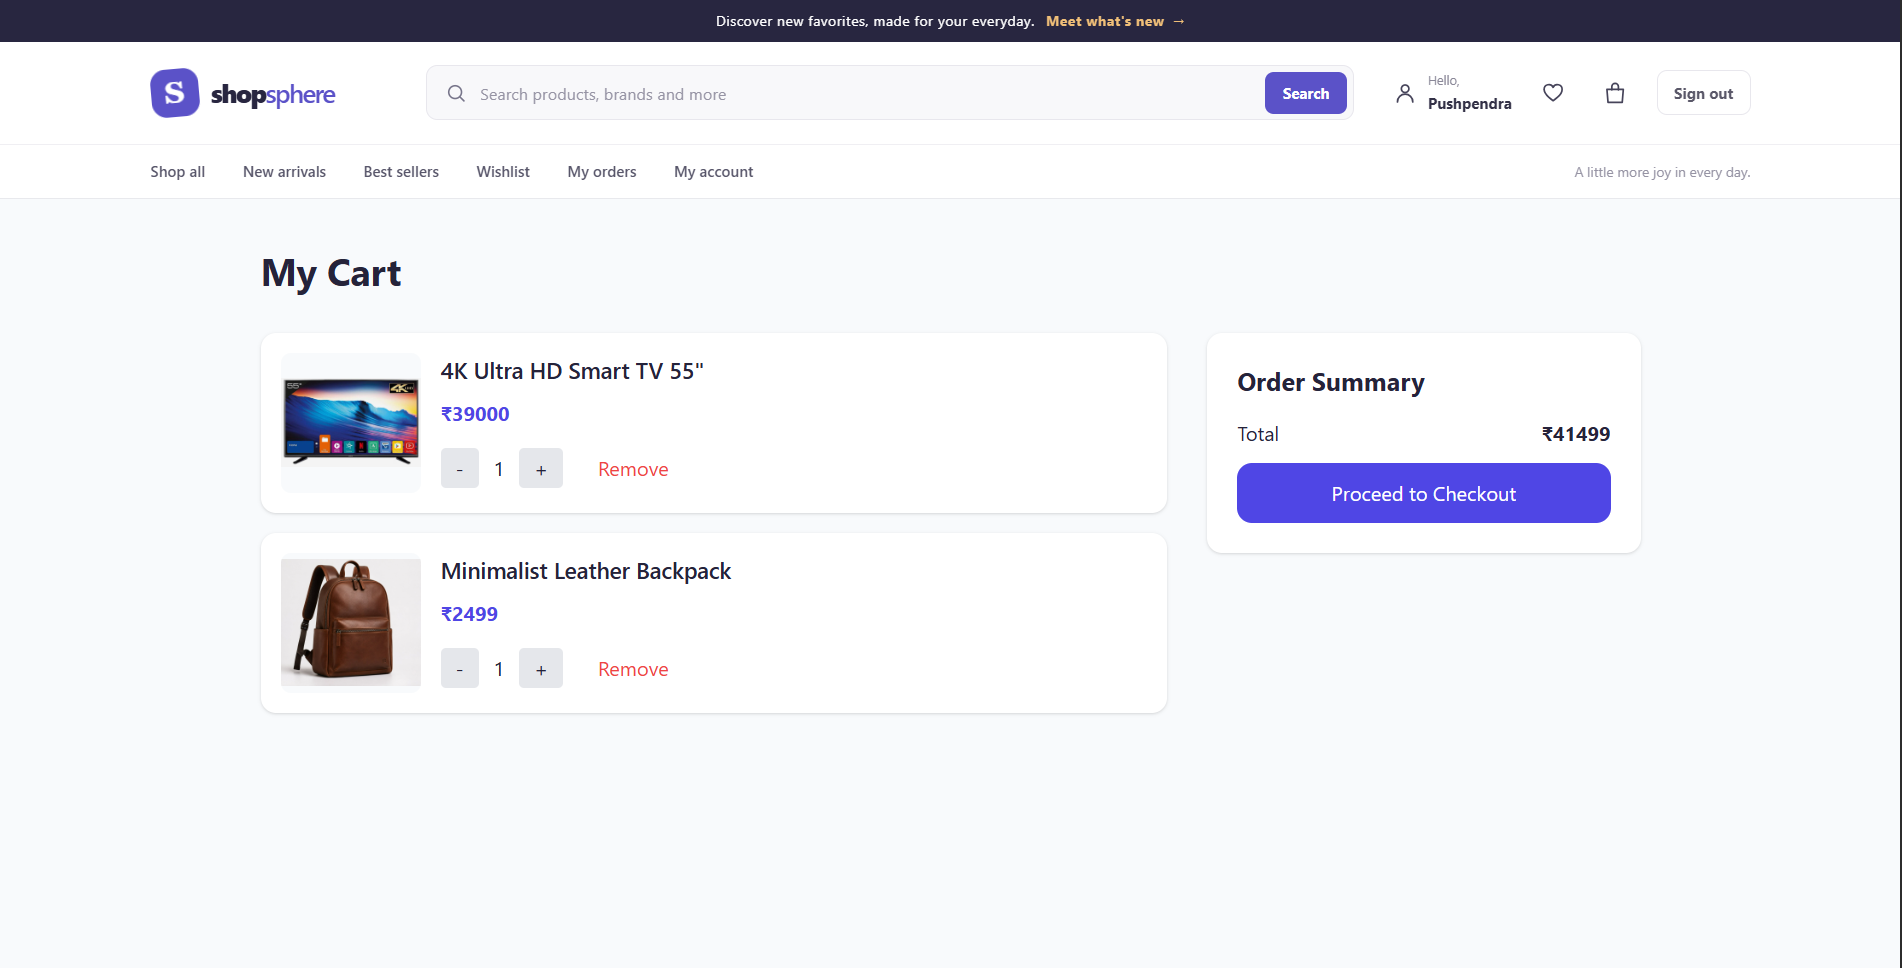 Discover new favorites, made for your everyday. Meet what's new →
S shopsphere
Search products, brands and more
Search
Hello,
Pushpendra
Sign out
Shop all
New arrivals
Best sellers
Wishlist
My orders
My account
A little more joy in every day.
My Cart
55"
4K
4K Ultra HD Smart TV 55"
₹39000
- 1 +
Remove
Minimalist Leather Backpack
₹2499
- 1 +
Remove
Order Summary
Total ₹41499
Proceed to Checkout